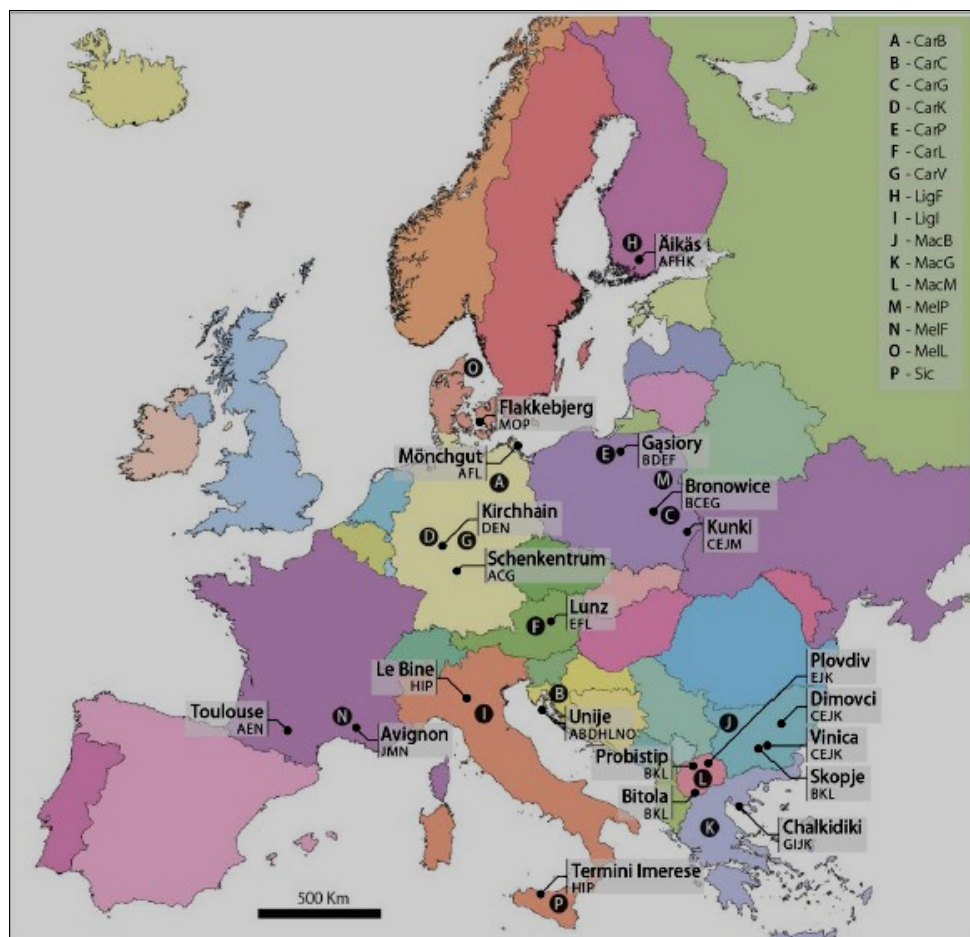 A - CarB
B - CarC
C - CarG
D - CarK
E - CarP
F - CarL
G - CarV
H - LigF
I - LigI
J - MacB
K - MacG
L - MacM
M - MelP
N - MelF
O - MelL
P - Sic
H
Äikäs
AFHK
O
Flakkebjerg
MOP
Mönchgut
AFL
A
E
Gąsiory
BDEF
M
Bronowice
BCEG
C
Kunki
CEJM
Kirchhain
DEN
D
G
Schenkentrum
ACG
F
Lunz
EFL
Le Bine
HIP
I
B
Unije
ABDHLNO
Toulouse
AEN
N
Avignon
JMN
Plovdiv
EJK
Dimovci
CEJK
J
Vinica
CEJK
Probistip
BKL
L
Skopje
BKL
Bitola
BKL
K
Chalkidiki
GIJK
Termini Imerese
HIP
P
500 Km